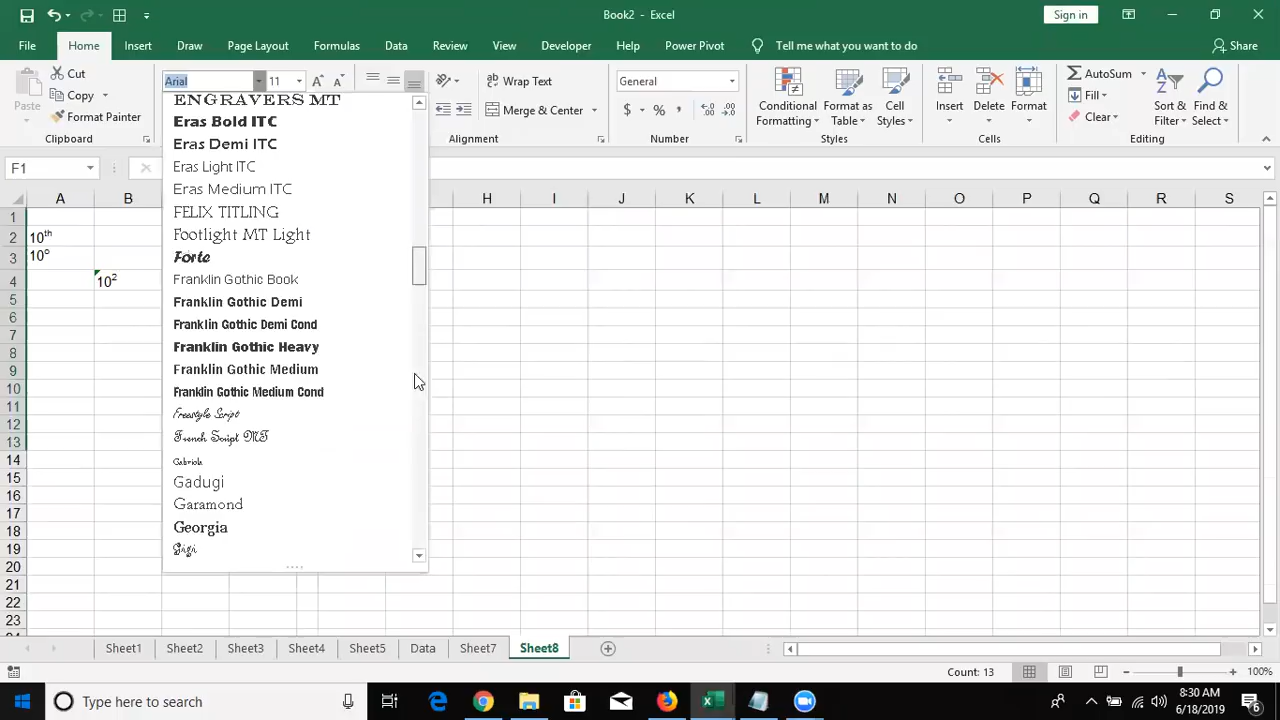 Book2 - Excel
Sign in
File Home Insert Draw Page Layout Formulas Data Review View Developer Help Power Pivot Tell me what you want to do Share
Cut
Copy
Format Painter
Paste
Clipboard
Arial 11
Wrap Text
Merge & Center
Alignment
General
$ % ,
Number
Conditional Formatting
Format as Table
Cell Styles
Styles
Insert Delete Format
Cells
AutoSum
Fill
Clear
Sort & Filter
Find & Select
Editing
F1
ENGRAVERS MT
Eras Bold ITC
Eras Demi ITC
Eras Light ITC
Eras Medium ITC
FELIX TITLING
Footlight MT Light
Forte
Franklin Gothic Book
Franklin Gothic Demi
Franklin Gothic Demi Cond
Franklin Gothic Heavy
Franklin Gothic Medium
Franklin Gothic Medium Cond
Freestyle Script
French Script MT
Gabriola
Gadugi
Garamond
Georgia
Gigi
A B H I J K L M N O P Q R S
1
2 10th
3 10o
4 10²
5
6
7
8
9
10
11
12
13
14
15
16
17
18
19
20
21
22
23
Sheet1 Sheet2 Sheet3 Sheet4 Sheet5 Data Sheet7 Sheet8
Count: 13
100%
Type here to search
8:30 AM
6/18/2019
6